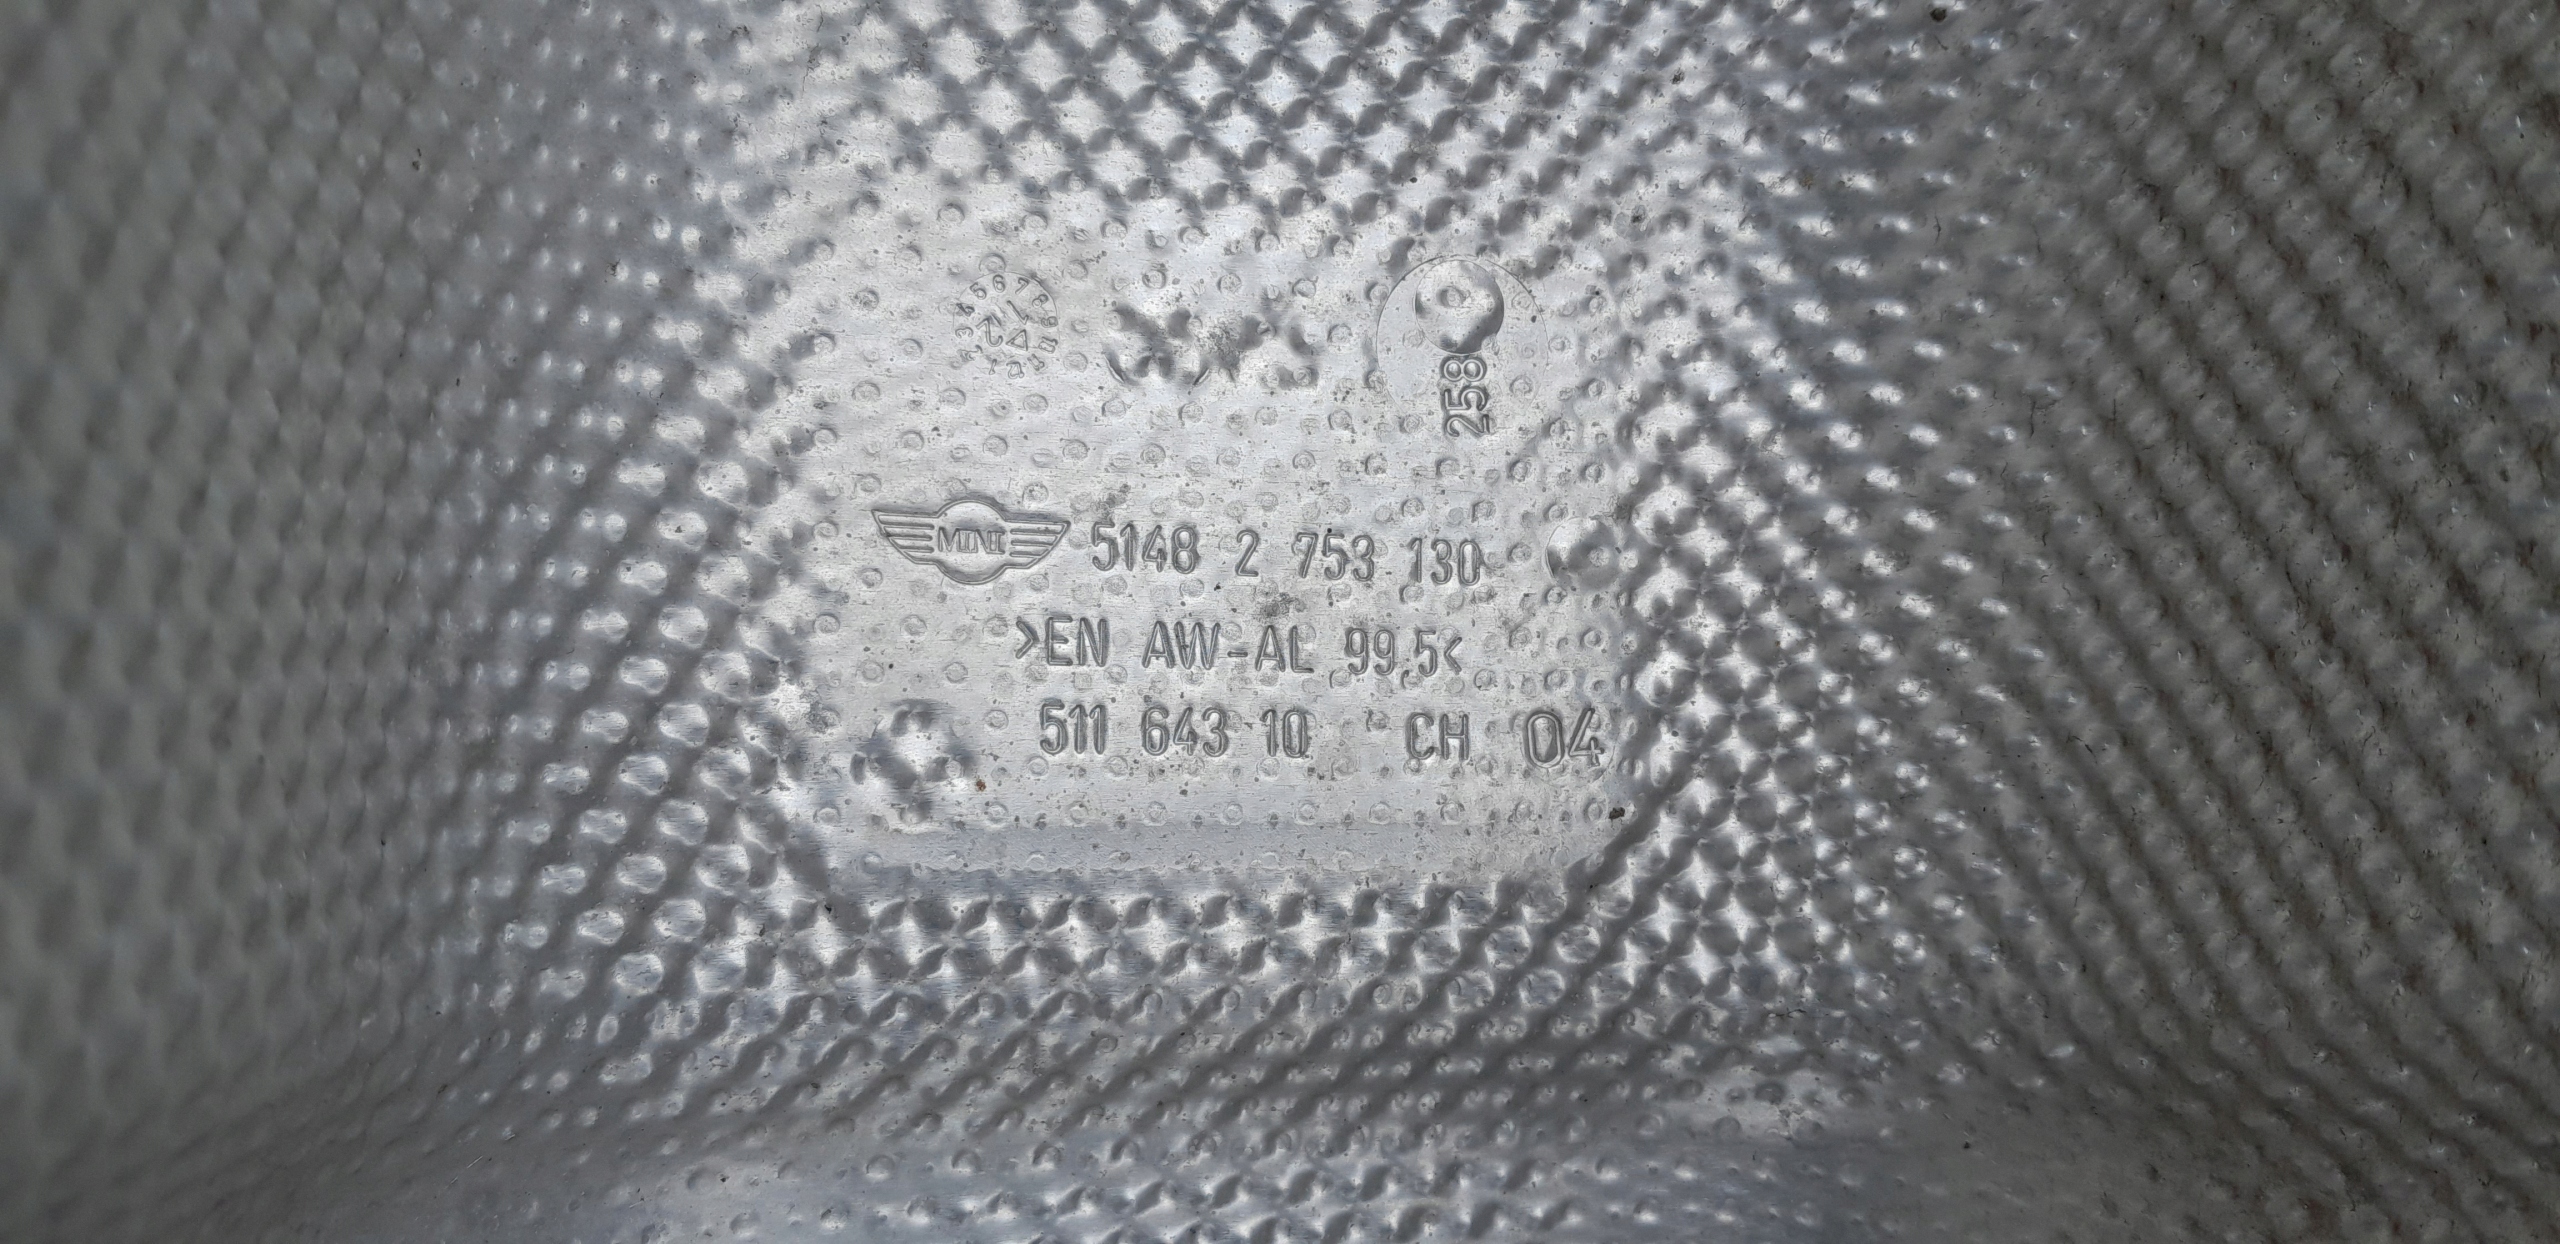 258
MINI 5148 2 753 130
>EN AW-AL 99.5<
511 643 10 CH 04